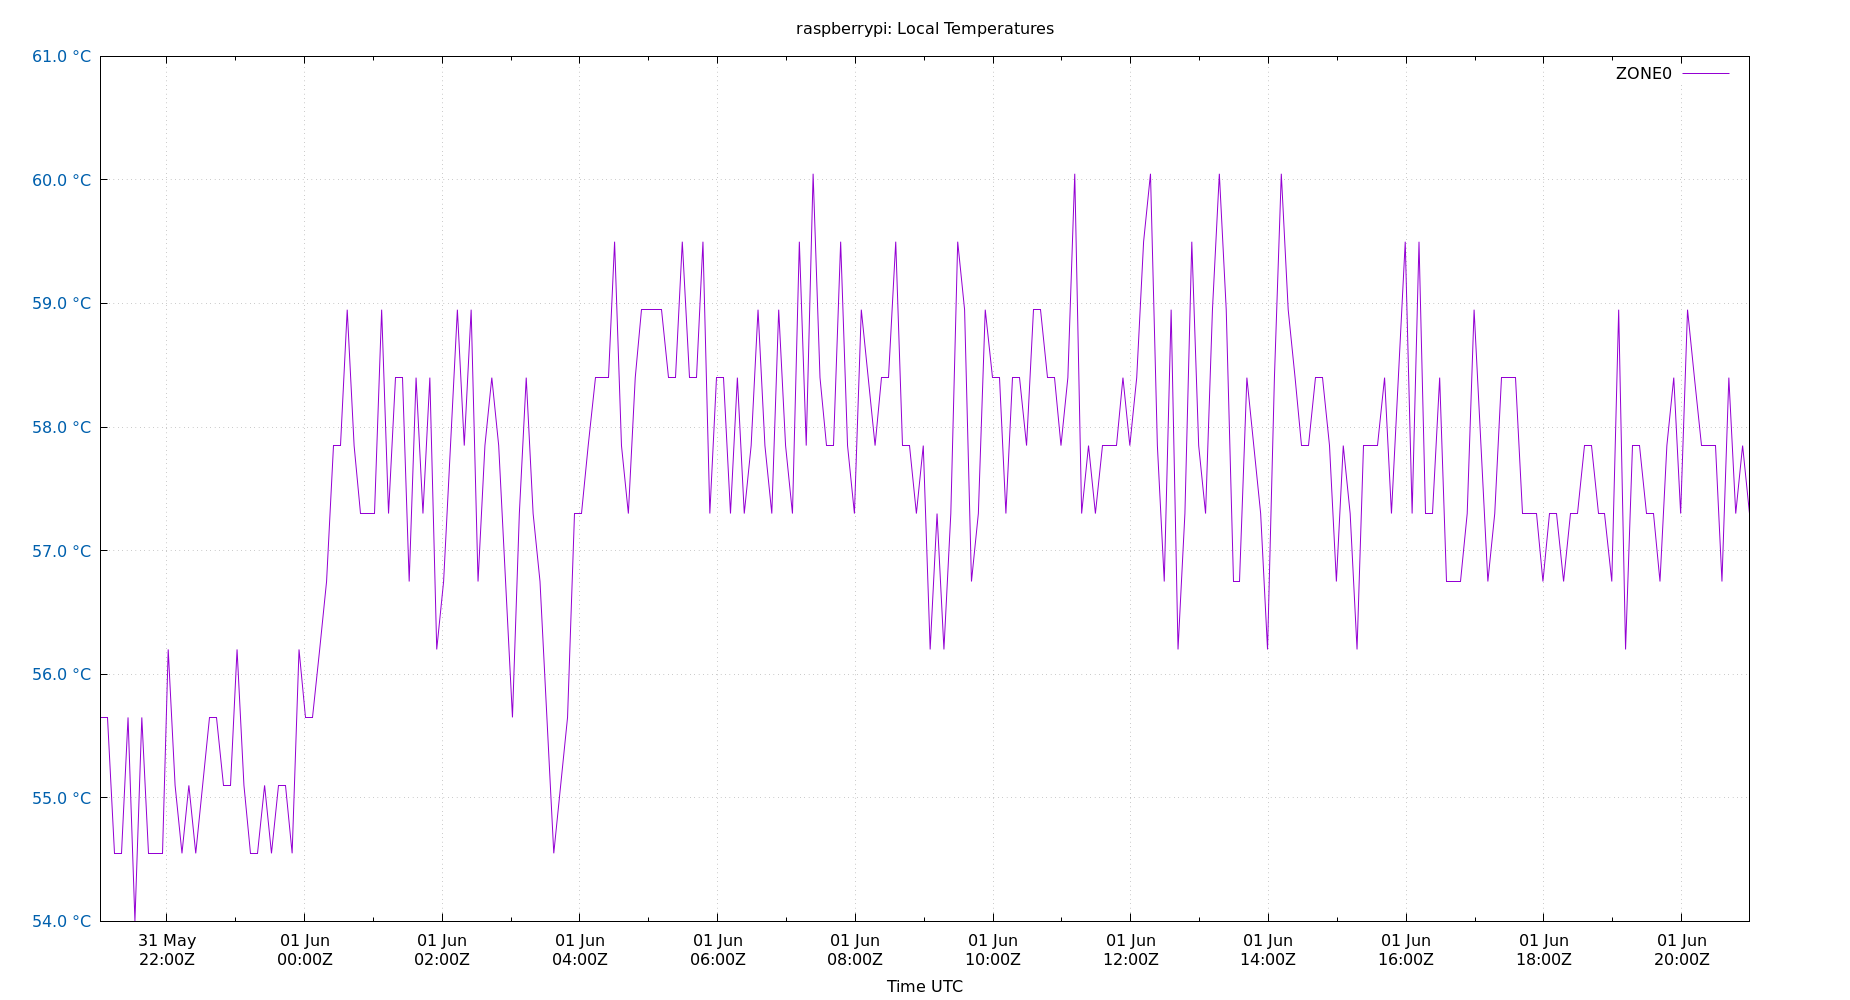 raspberrypi: Local Temperatures
61.0 °C
ZONE0
60.0 °C
59.0 °C
58.0 °C
57.0 °C
56.0 °C
55.0 °C
54.0 °C
31 May 01 Jun 01 Jun 01 Jun 01 Jun 01 Jun 01 Jun 01 Jun 01 Jun 01 Jun 01 Jun 01 Jun
22:00Z 00:00Z 02:00Z 04:00Z 06:00Z 08:00Z 10:00Z 12:00Z 14:00Z 16:00Z 18:00Z 20:00Z
Time UTC